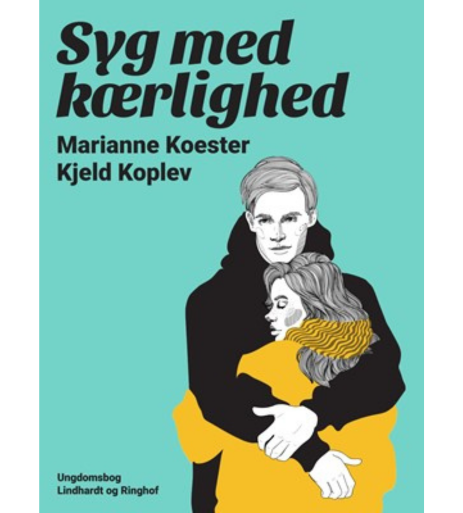 Syg med
kærlighed
Marianne Koester
Kjeld Koplev
Ungdomsbog
Lindhardt og Ringhof